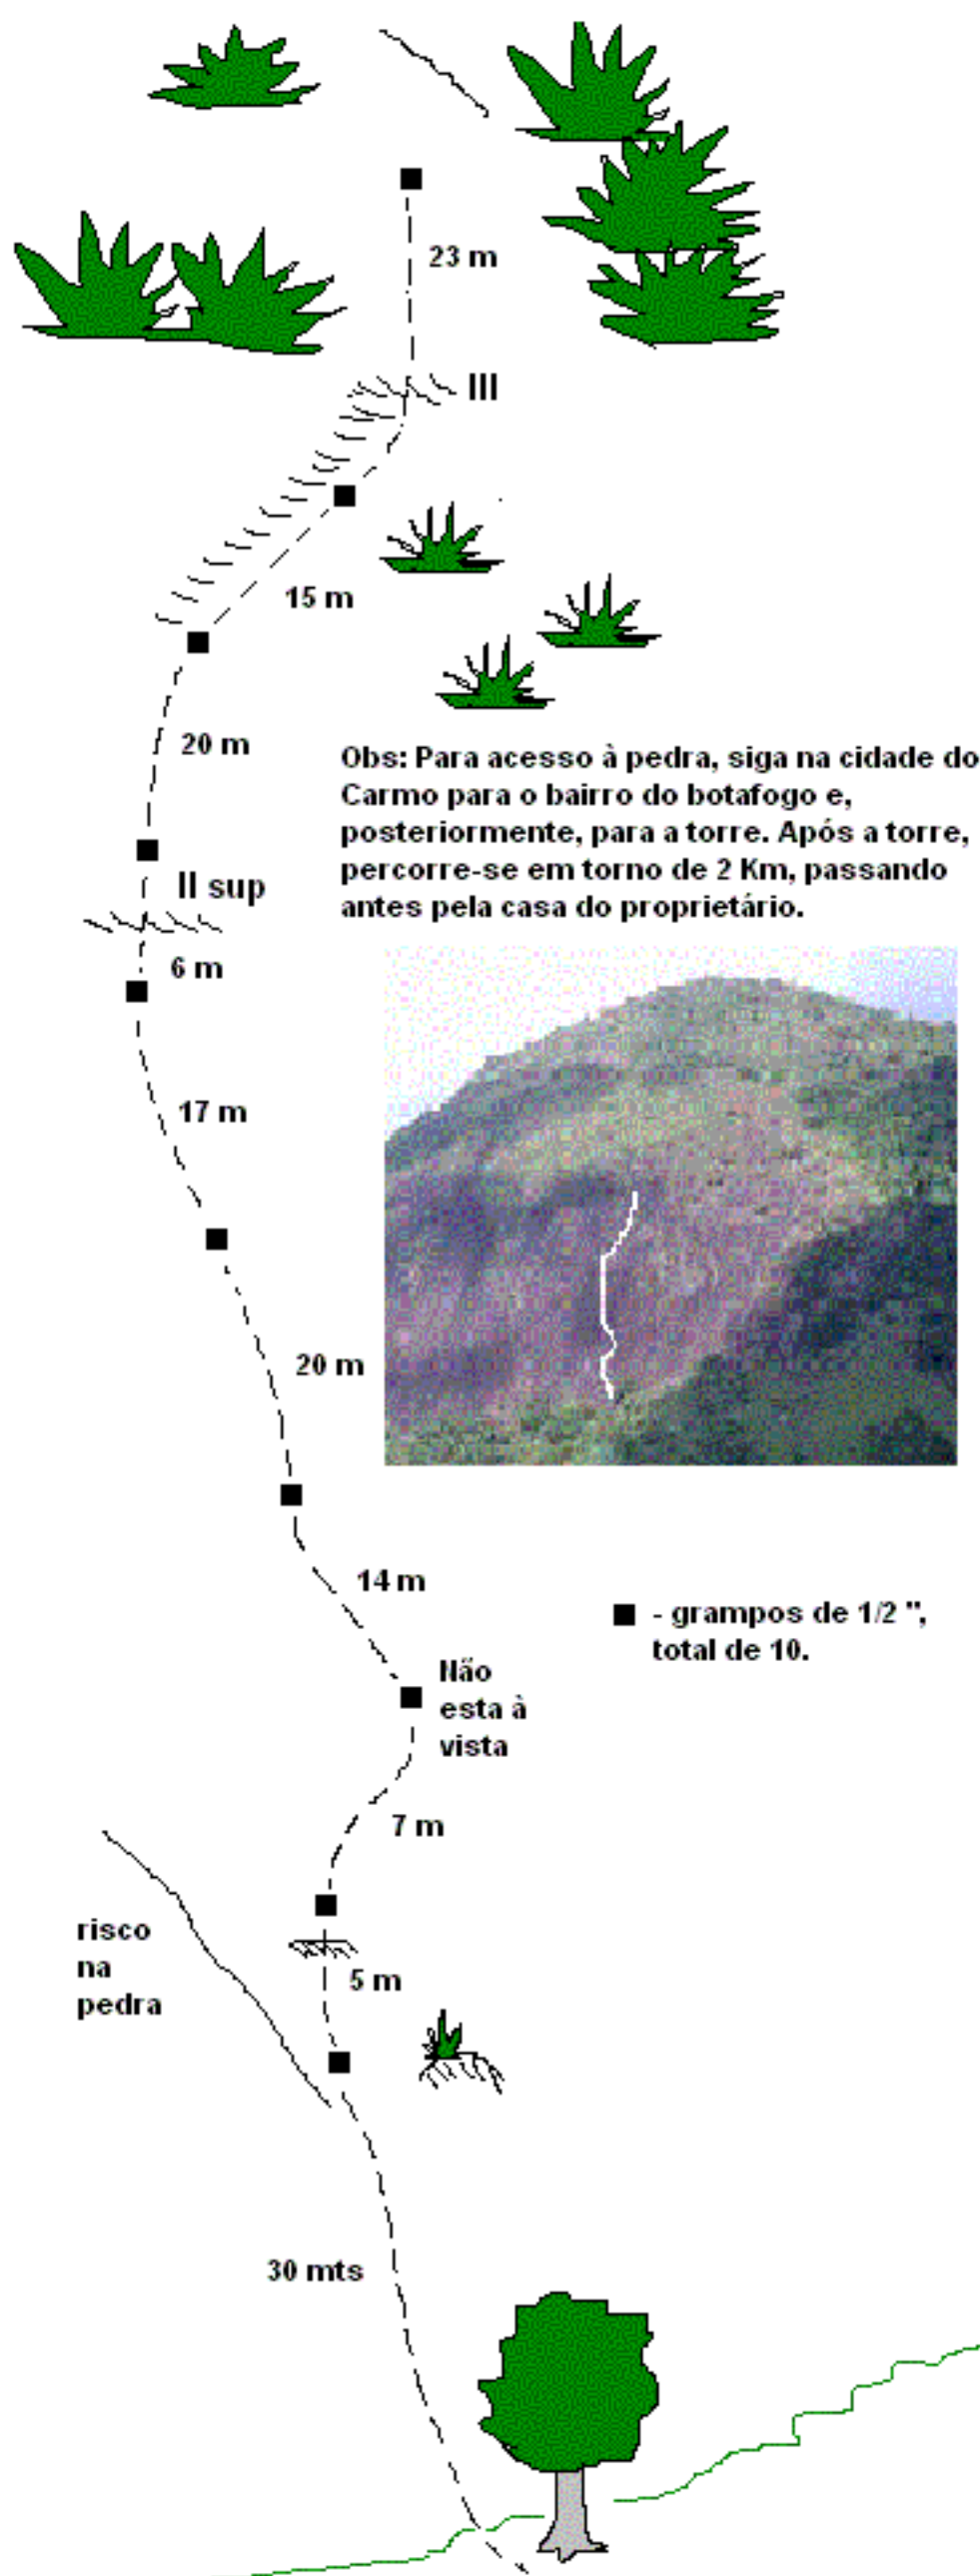 23 m
III
15 m
20 m
Obs: Para acesso à pedra, siga na cidade do
Carmo para o bairro do botafogo e,
posteriormente, para a torre. Após a torre,
percorre-se em torno de 2 Km, passando
antes pela casa do proprietário.
II sup
6 m
17 m
20 m
14 m
- grampos de 1/2 ",
total de 10.
Não
esta à
vista
7 m
risco
na
pedra
5 m
30 mts